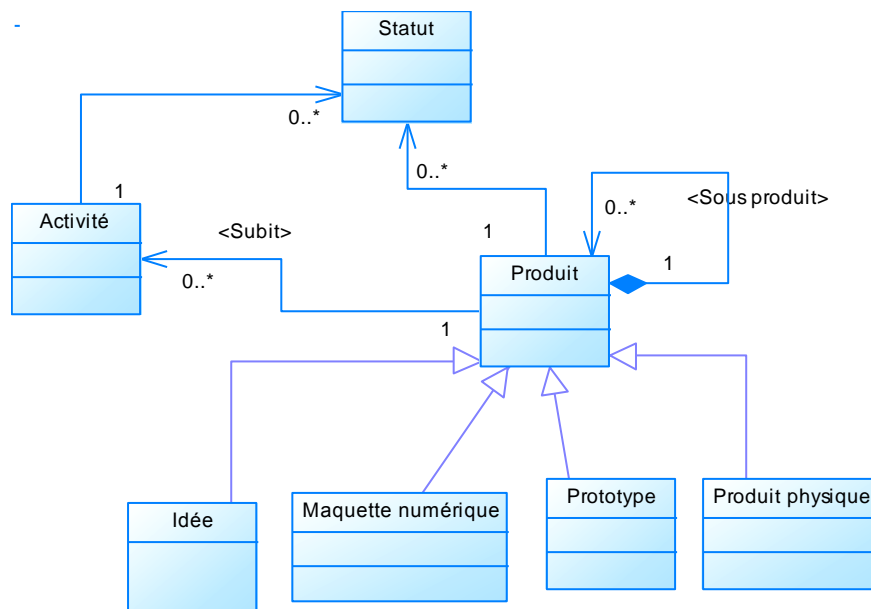 -
Statut
0..*
0..*
<Sous produit>
0..*
1
Activité
<Subit>
1
0..*
Produit
1
1
Idée
Maquette numérique
Prototype
Produit physique